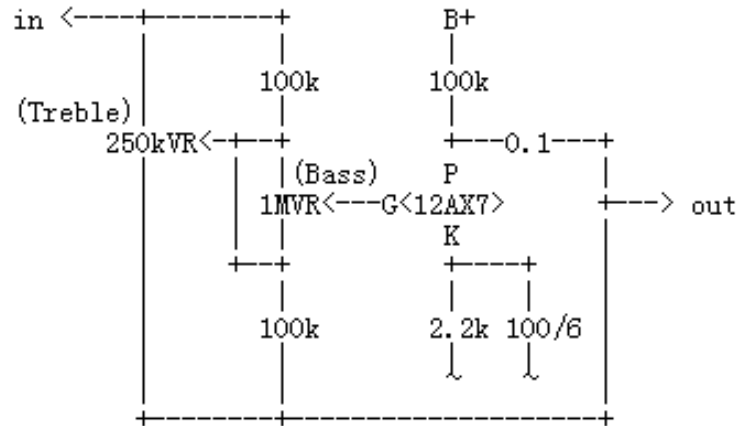 in <----+---------+ B+
100k 100k
(Treble)
250kVR<-+--+ +---0.1---+
(Bass) P
1MVR<---G<12AX7> +---> out
K
+--+ +----+
100k 2.2k 100/6
+--------+------------------+